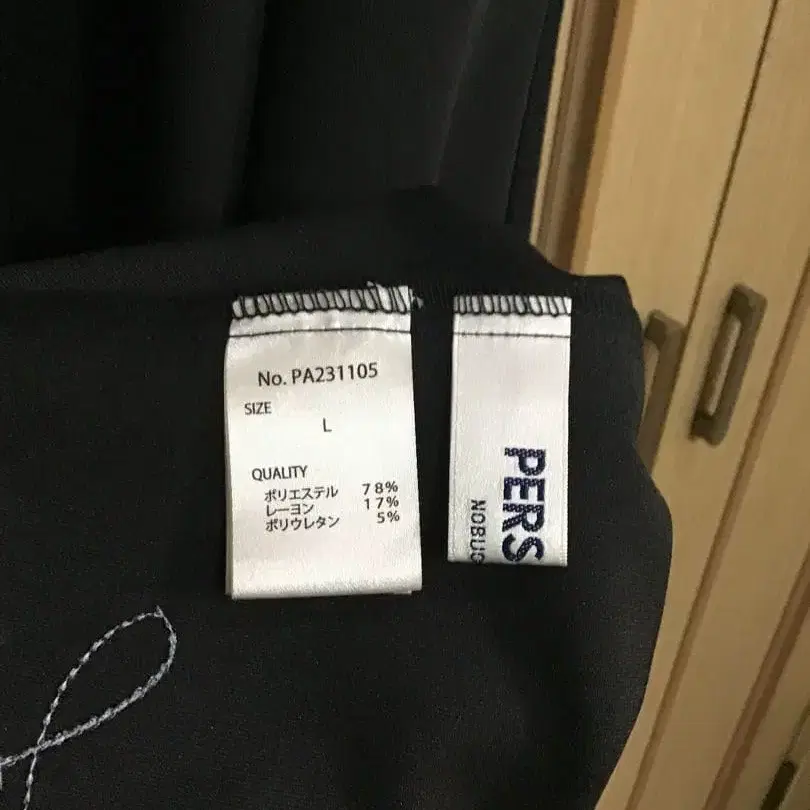 No. PA231105
SIZE
L
QUALITY
ポリエステル 78%
レーヨン 17%
ポリウレタン 5%
PERS
NOBUO